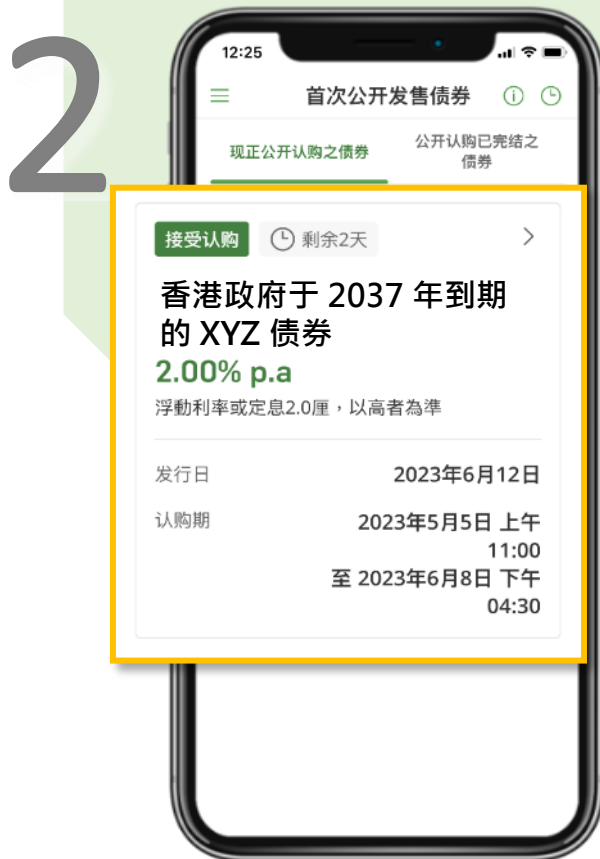 2
12:25
首次公开发售债券
现正公开认购之债券
公开认购已完结之
债券
接受认购
剩余2天
香港政府于 2037 年到期
的 XYZ 债券
2.00% p.a
浮動利率或定息2.0厘，以高者為準
发行日
2023年6月12日
认购期
2023年5月5日 上午
11:00
至 2023年6月8日 下午
04:30